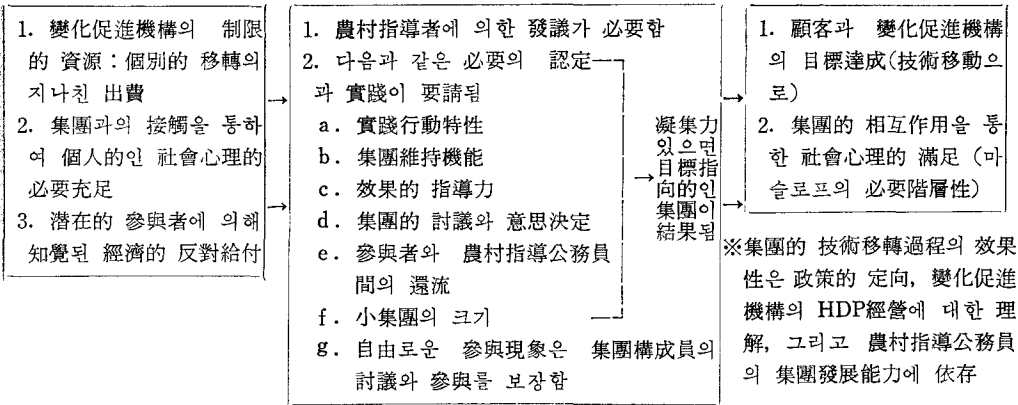 1. 變化促進機構의 制限
的 資源:個別的 移轉의
지나친 出費
2. 集團과의 接觸을 통하
여 個人的인 社會心理的
必要充足
3. 潛在的 參與者에 의해
知覺된 經濟的 反對給付
1. 農村指導者에 의한 發議가 必要함
2. 다음과 같은 必要의 認定
과 實踐이 要請됨
a. 實踐行動特性
b. 集團維持機能
c. 效果的 指導力
d. 集團的 討議와 意思決定
e. 參與者와 農村指導公務員
間의 還流
f. 小集團의 크기
g. 自由로운 參與現象은 集團構成員의
討議와 參與를 보장함
凝集力
있으면
目標指
向的인
集團이
結果됨
1. 顧客과 變化促進機構
의 目標達成(技術移動으
로)
2. 集團的 相互作用을 통
한 社會心理的 滿足 (마
슬로프의 必要階層性)
※集團的 技術移轉過程의 效果
性은 政策的 定向, 變化促進
機構의 HDP經營에 대한 理
解, 그리고 農村指導公務員
의 集團發展能力에 依存